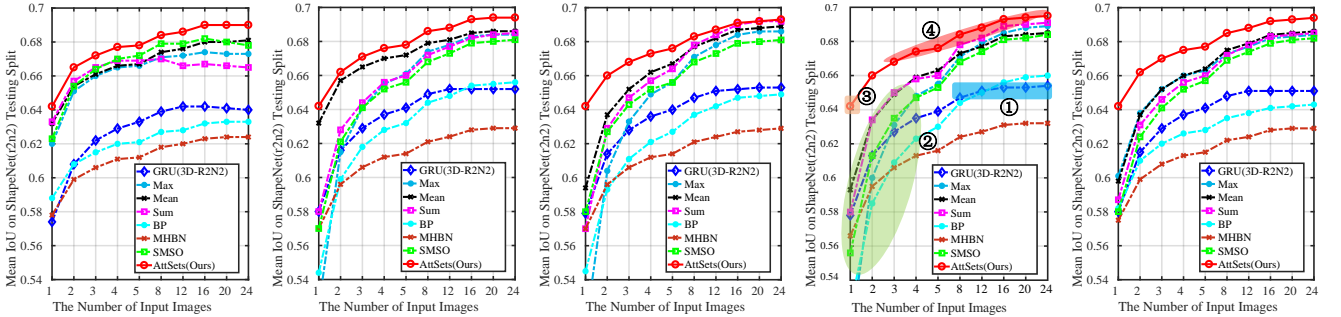 Mean IoU on ShapeNet(r2n2) Testing Split
0.7
0.68
0.66
0.64
0.62
0.6
0.58
0.56
0.54
GRU(3D-R2N2)
Max
Mean
Sum
BP
MHBN
SMSO
AttSets(Ours)
1 2 3 4 5 8 12 16 20 24
The Number of Input Images
Mean IoU on ShapeNet(r2n2) Testing Split
0.7
0.68
0.66
0.64
0.62
0.6
0.58
0.56
0.54
GRU(3D-R2N2)
Max
Mean
Sum
BP
MHBN
SMSO
AttSets(Ours)
1 2 3 4 5 8 12 16 20 24
The Number of Input Images
Mean IoU on ShapeNet(r2n2) Testing Split
0.7
0.68
0.66
0.64
0.62
0.6
0.58
0.56
0.54
GRU(3D-R2N2)
Max
Mean
Sum
BP
MHBN
SMSO
AttSets(Ours)
1 2 3 4 5 8 12 16 20 24
The Number of Input Images
Mean IoU on ShapeNet(r2n2) Testing Split
0.7
0.68
0.66
0.64
0.62
0.6
0.58
0.56
0.54
④
③
①
②
GRU(3D-R2N2)
Max
Mean
Sum
BP
MHBN
SMSO
AttSets(Ours)
1 2 3 4 5 8 12 16 20 24
The Number of Input Images
Mean IoU on ShapeNet(r2n2) Testing Split
0.7
0.68
0.66
0.64
0.62
0.6
0.58
0.56
0.54
GRU(3D-R2N2)
Max
Mean
Sum
BP
MHBN
SMSO
AttSets(Ours)
1 2 3 4 5 8 12 16 20 24
The Number of Input Images